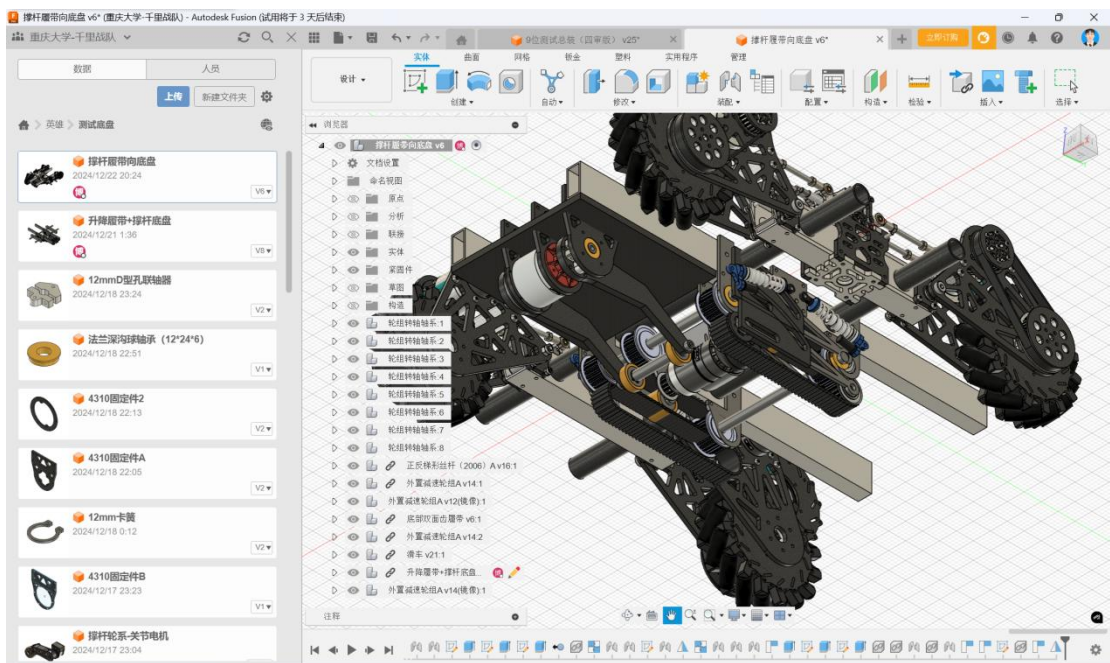 撑杆履带向底盘 v6* (重庆大学-千里战队) - Autodesk Fusion (试用将于 3 天后结束)
重庆大学-千里战队
9位测试总装（四审版） v25*
撑杆履带向底盘 v6*
立即订购
数据
人员
上传
新建文件夹
英雄
测试底盘
撑杆履带向底盘
2024/12/22 20:24
V6
升降履带+撑杆底盘
2024/12/21 1:36
V8
12mmD型孔联轴器
2024/12/18 23:24
V2
法兰深沟球轴承（12*24*6)
2024/12/18 22:51
V1
4310固定件2
2024/12/18 22:13
V2
4310固定件A
2024/12/18 22:05
V2
12mm卡簧
2024/12/18 0:12
V2
4310固定件B
2024/12/17 23:23
V1
撑杆轮系-关节电机
2024/12/17 23:04
实体
曲面
网格
钣金
塑料
实用程序
管理
设计
创建
自动
修改
装配
配置
构造
检验
插入
选择
浏览器
撑杆履带向底盘 v6
文档设置
命名视图
原点
分析
联接
实体
紧固件
草图
构造
轮组转轴轴系:1
轮组转轴轴系:2
轮组转轴轴系:3
轮组转轴轴系:4
轮组转轴轴系:5
轮组转轴轴系:6
轮组转轴轴系:7
轮组转轴轴系:8
正反梯形丝杆（2006）A v16:1
外置减速轮组A v14:1
外置减速轮组A v12(镜像):1
底部双面齿履带 v6:1
外置减速轮组A v14:2
滑车 v21:1
升降履带+撑杆底盘...
外置减速轮组A v14(镜像):1
注释